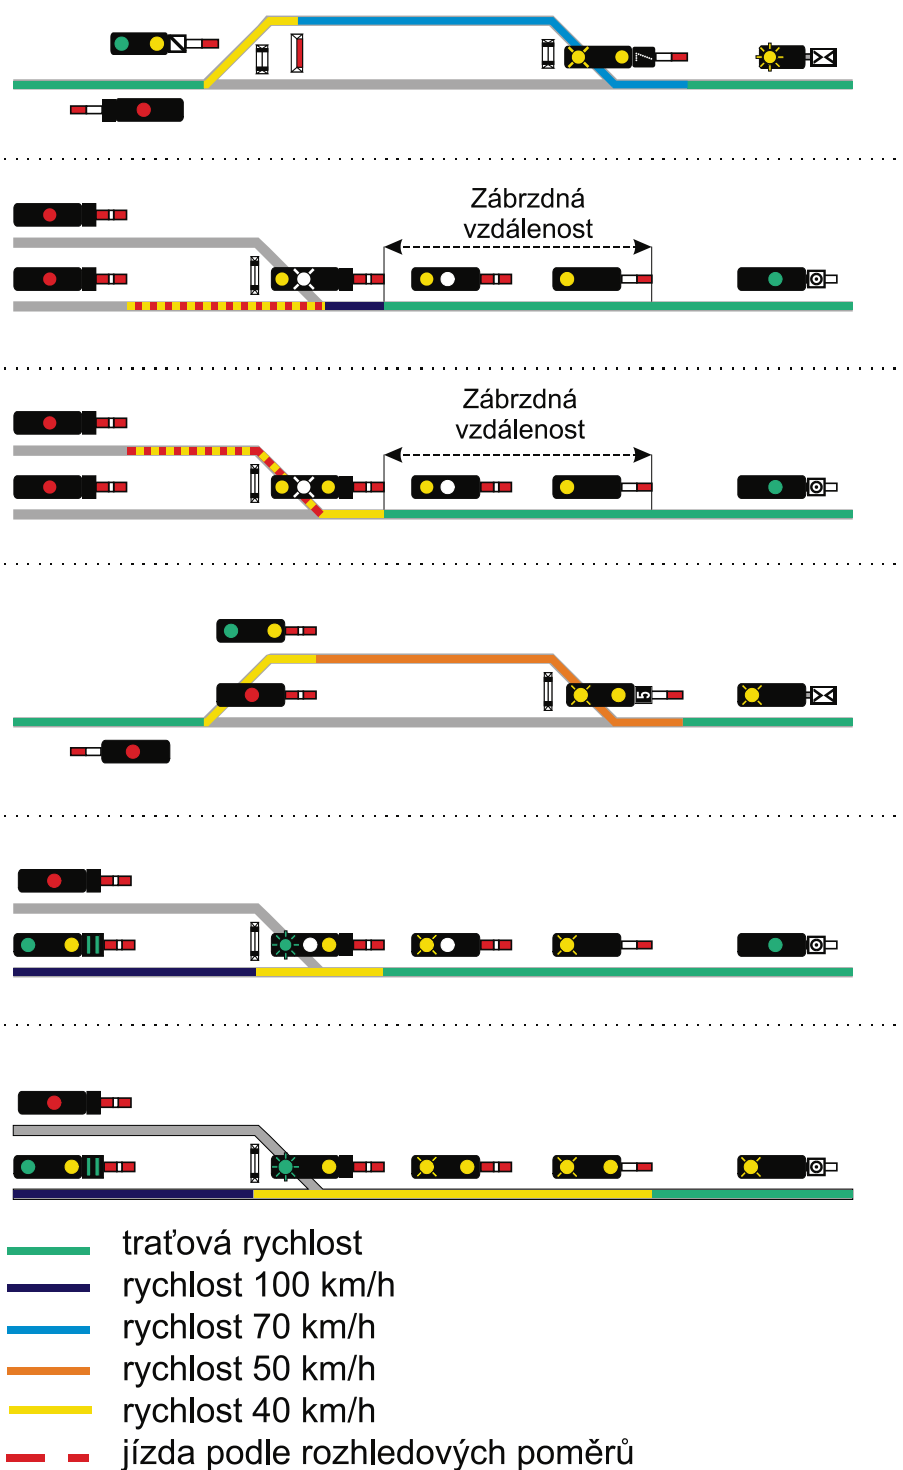 Zábrzdná
vzdálenost
Zábrzdná
vzdálenost
5
traťová rychlost
rychlost 100 km/h
rychlost 70 km/h
rychlost 50 km/h
rychlost 40 km/h
jízda podle rozhledových poměrů